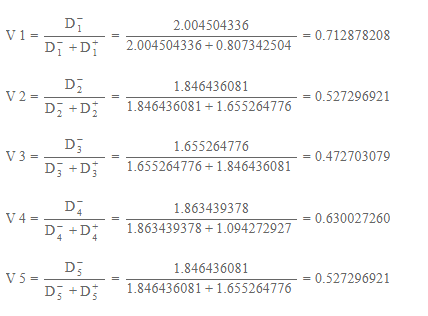 V 1 = D₁⁻ / (D₁⁻ + D₁⁺) = 2.004504336 / (2.004504336 + 0.807342504) = 0.712878208
V 2 = D₂⁻ / (D₂⁻ + D₂⁺) = 1.846436081 / (1.846436081 + 1.655264776) = 0.527296921
V 3 = D₃⁻ / (D₃⁻ + D₃⁺) = 1.655264776 / (1.655264776 + 1.846436081) = 0.472703079
V 4 = D₄⁻ / (D₄⁻ + D₄⁺) = 1.863439378 / (1.863439378 + 1.094272927) = 0.630027260
V 5 = D₅⁻ / (D₅⁻ + D₅⁺) = 1.846436081 / (1.846436081 + 1.655264776) = 0.527296921